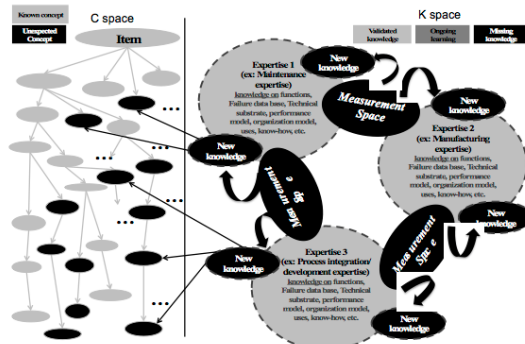 C space
K space
Known concept
Unexpected
Concept
Item
Validated
knowledge
Ongoing
learning
Missing
knowledge
New
knowledge
Expertise 1
(ex: Maintenance
expertise)
knowledge on functions,
Failure data base, Technical
substrate, performance
model, organization model,
uses, know-how, etc.
Measurement
Space
New
knowledge
...
New
knowledge
Expertise 2
(ex: Manufacturing
expertise)
knowledge on functions,
Failure data base, Technical
substrate, performance
model, organization model,
uses, know-how, etc.
...
Measurement
Spc e
New
knowledge
...
Measurement
Spc e
New
knowledge
Expertise 3
(ex: Process integration/
development expertise)
knowledge on functions,
Failure data base, Technical
substrate, performance
model, organization model,
uses, know-how, etc.
...
New
knowledge